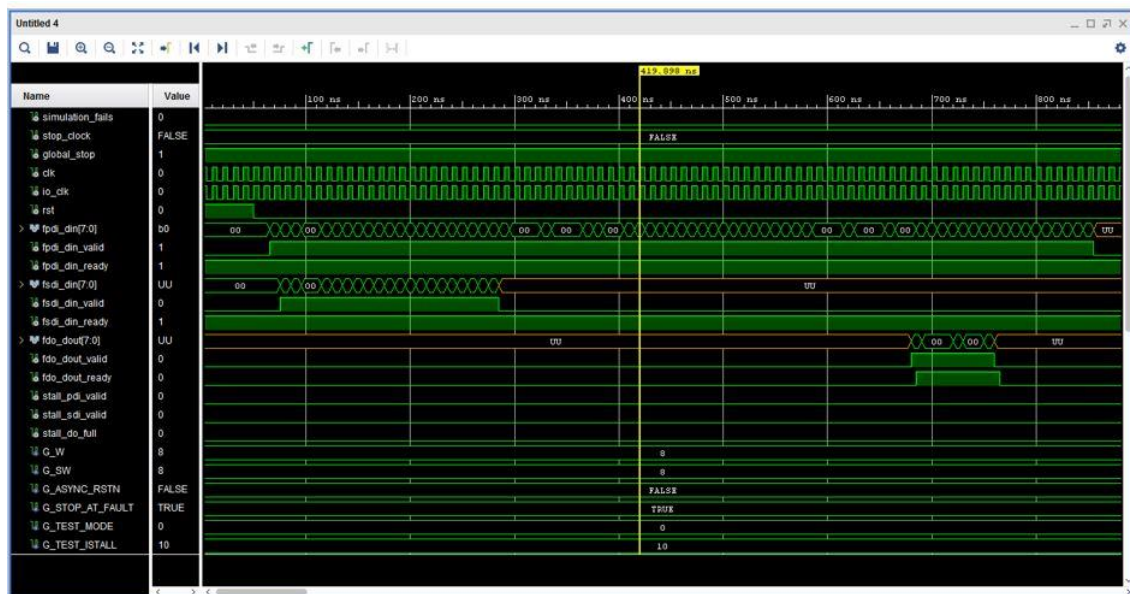 Untitled 4
419.898 ns
Name Value
100 ns 200 ns 300 ns 400 ns 500 ns 600 ns 700 ns 800 ns
simulation_fails 0
stop_clock FALSE FALSE
global_stop 1
clk 0
io_clk 0
rst 0
fpdi_din[7:0] b0 00 00 00 00 00 00 00 00 UU
fpdi_din_valid 1
fpdi_din_ready 1
fsdi_din[7:0] UU 00 00 UU
fsdi_din_valid 0
fsdi_din_ready 1
fdo_dout[7:0] UU UU 00 00 UU
fdo_dout_valid 0
fdo_dout_ready 0
stall_pdi_valid 0
stall_sdi_valid 0
stall_do_full 0
G_W 8 8
G_SW 8 8
G_ASYNC_RSTN FALSE FALSE
G_STOP_AT_FAULT TRUE TRUE
G_TEST_MODE 0 0
G_TEST_ISTALL 10 10